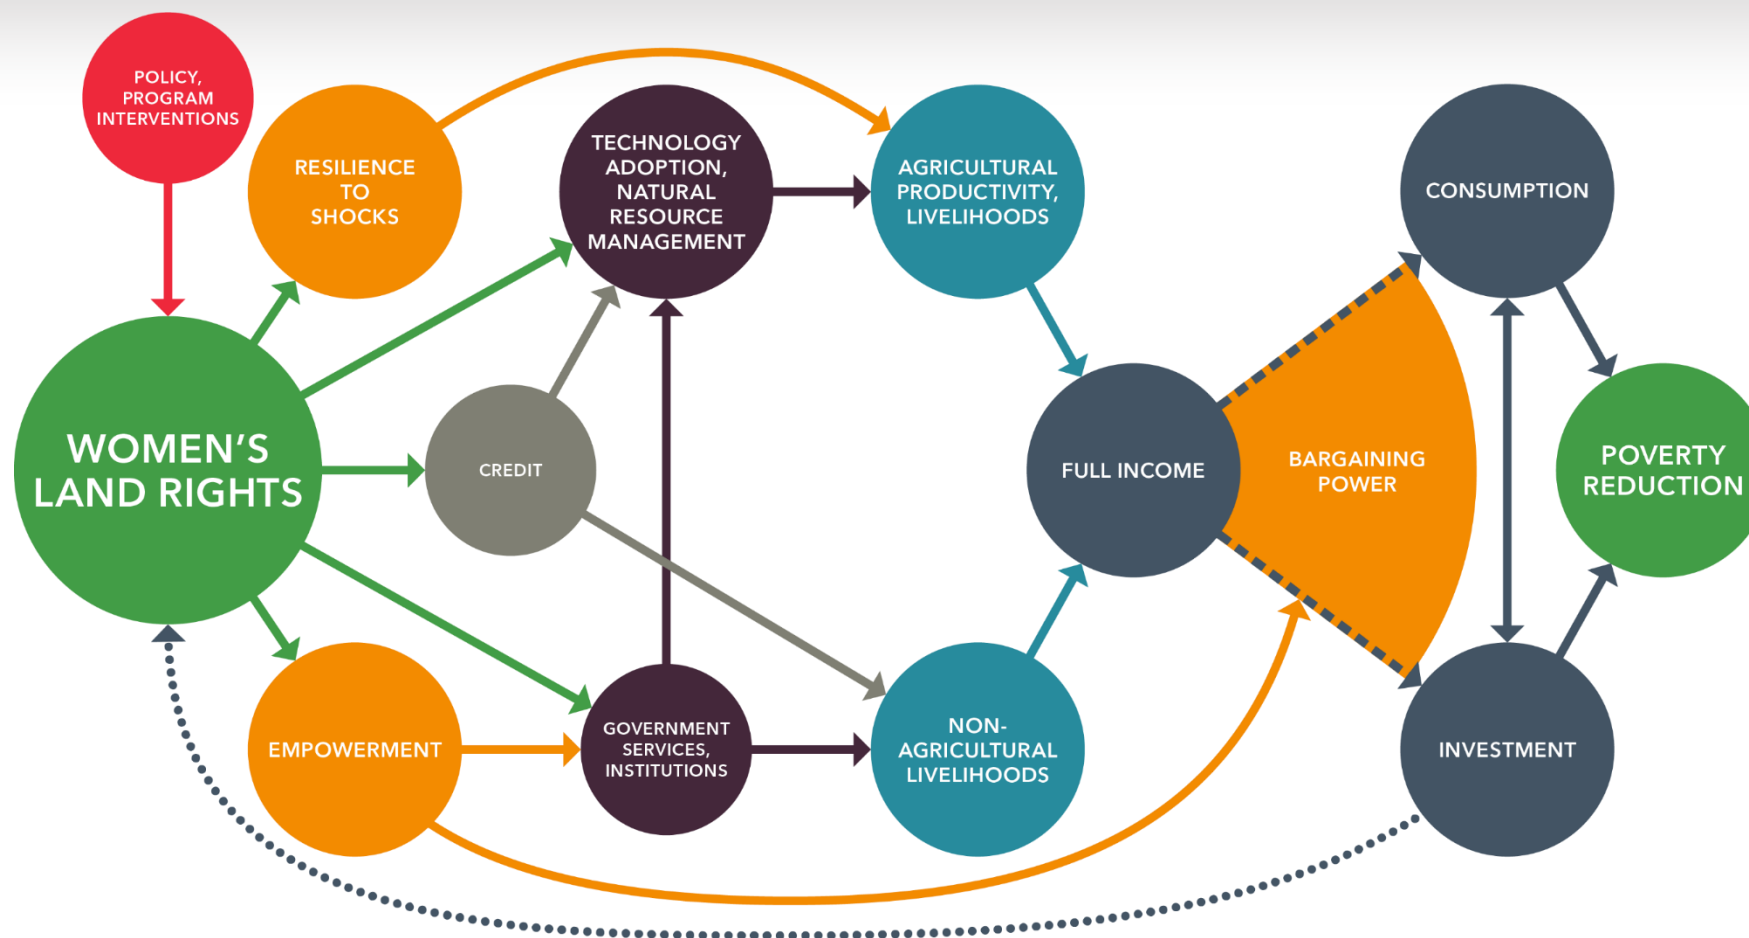 POLICY,
PROGRAM
INTERVENTIONS
RESILIENCE
TO
SHOCKS
TECHNOLOGY
ADOPTION,
NATURAL
RESOURCE
MANAGEMENT
AGRICULTURAL
PRODUCTIVITY,
LIVELIHOODS
CONSUMPTION
WOMEN'S
LAND RIGHTS
CREDIT
FULL INCOME
BARGAINING
POWER
POVERTY
REDUCTION
EMPOWERMENT
GOVERNMENT
SERVICES,
INSTITUTIONS
NON-
AGRICULTURAL
LIVELIHOODS
INVESTMENT